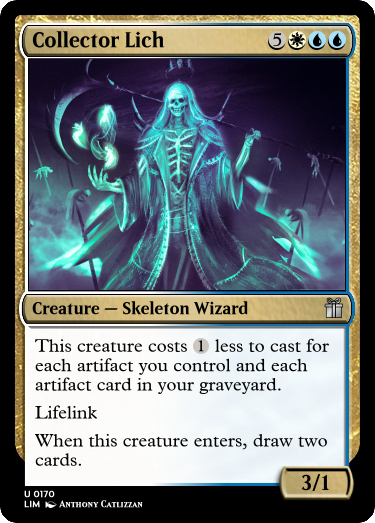 Collector Lich 5
Creature — Skeleton Wizard
This creature costs 1 less to cast for
each artifact you control and each
artifact card in your graveyard.
Lifelink
When this creature enters, draw two
cards.
3/1
U 0170
LIM Anthony Catlizzan